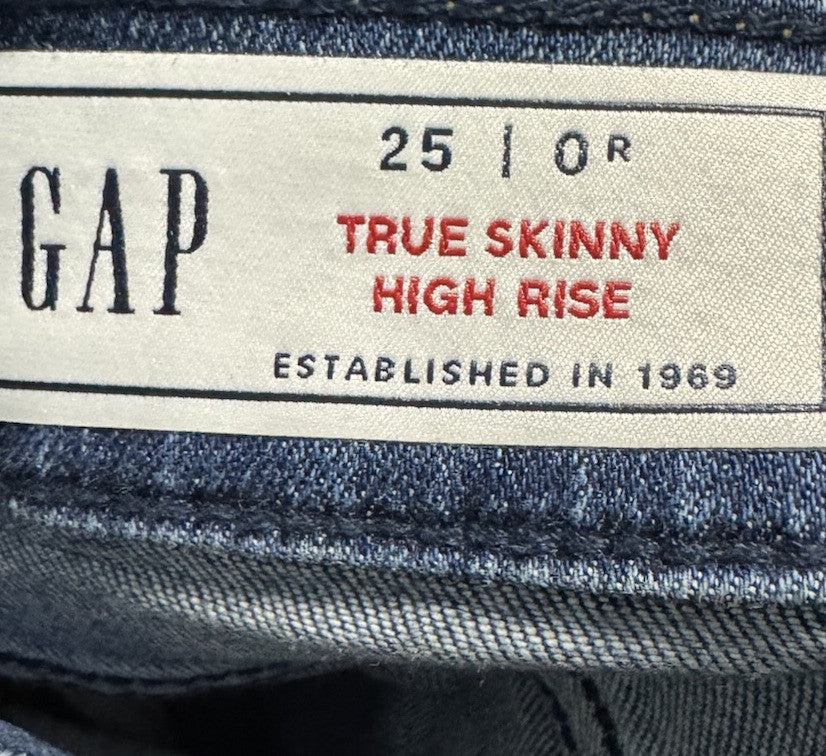 GAP
25 | 0R
TRUE SKINNY
HIGH RISE
ESTABLISHED IN 1969